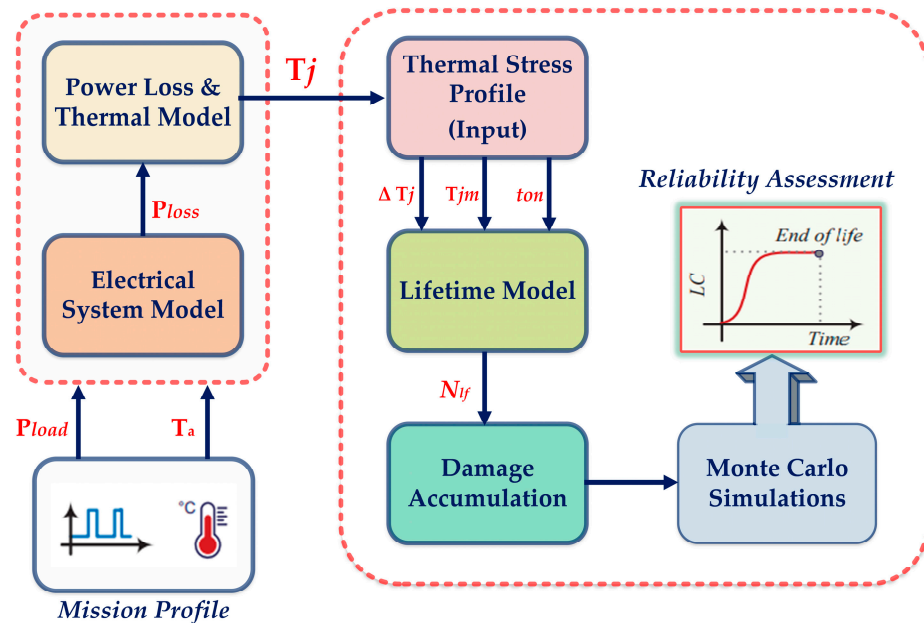 Power Loss &
Thermal Model
Tj
Ploss
Electrical
System Model
Pload
Ta
°C
Mission Profile
Thermal Stress
Profile
(Input)
Δ Tj
Tjm
ton
Lifetime Model
Nlf
Damage
Accumulation
Monte Carlo
Simulations
Reliability Assessment
End of life
LC
Time